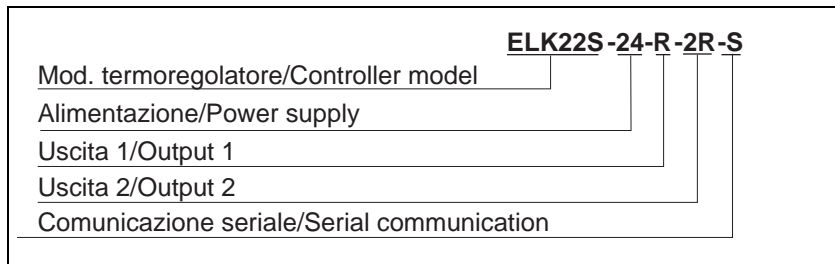 ELK22S-24-R-2R-S
Mod. termoregolatore/Controller model
Alimentazione/Power supply
Uscita 1/Output 1
Uscita 2/Output 2
Comunicazione seriale/Serial communication